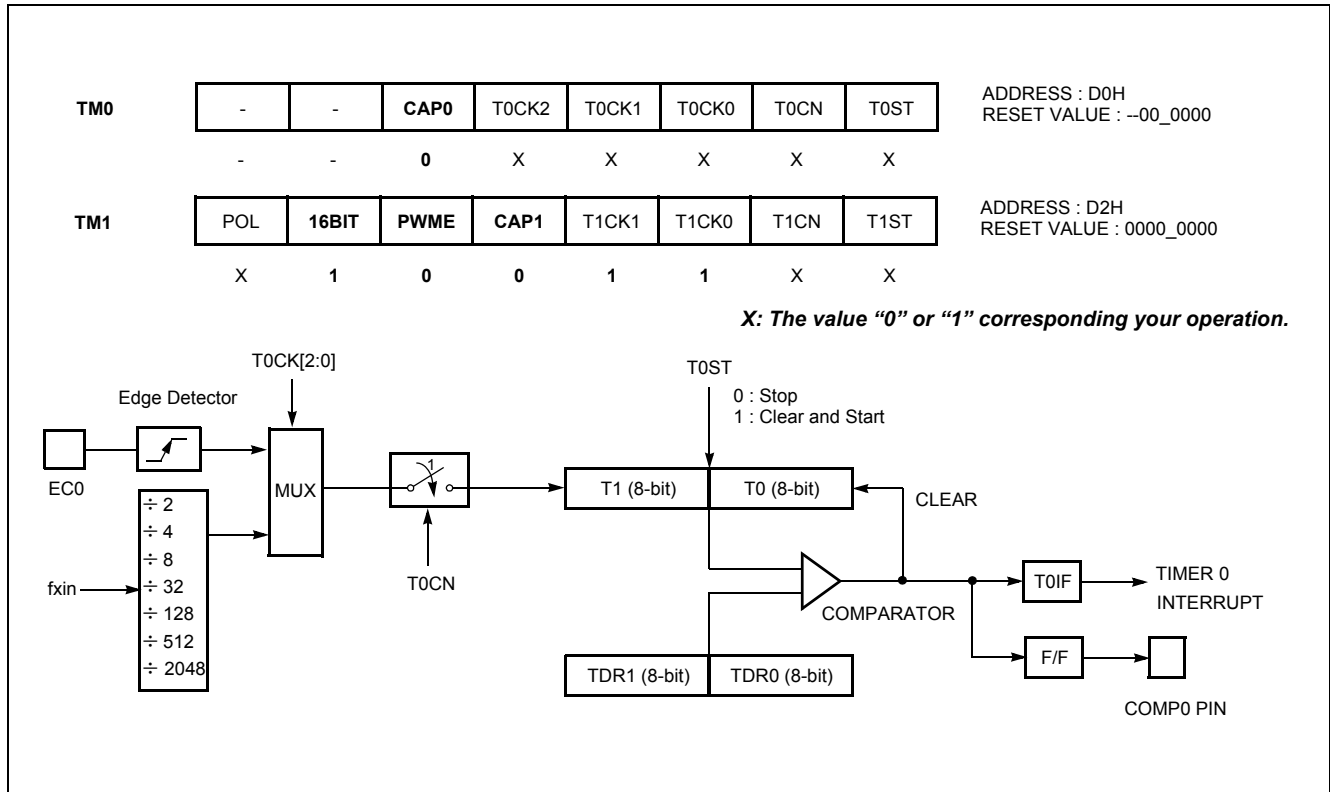 TM0
- - CAP0 T0CK2 T0CK1 T0CK0 T0CN T0ST
ADDRESS : D0H
RESET VALUE : --00_0000
- - 0 X X X X X
TM1
POL 16BIT PWME CAP1 T1CK1 T1CK0 T1CN T1ST
ADDRESS : D2H
RESET VALUE : 0000_0000
X 1 0 0 1 1 X X
X: The value “0” or “1” corresponding your operation.
T0CK[2:0]
Edge Detector
EC0
MUX
fxin
÷ 2
÷ 4
÷ 8
÷ 32
÷ 128
÷ 512
÷ 2048
1
T0CN
T0ST
0 : Stop
1 : Clear and Start
T1 (8-bit) T0 (8-bit)
CLEAR
COMPARATOR
TDR1 (8-bit) TDR0 (8-bit)
T0IF
TIMER 0
INTERRUPT
F/F
COMP0 PIN